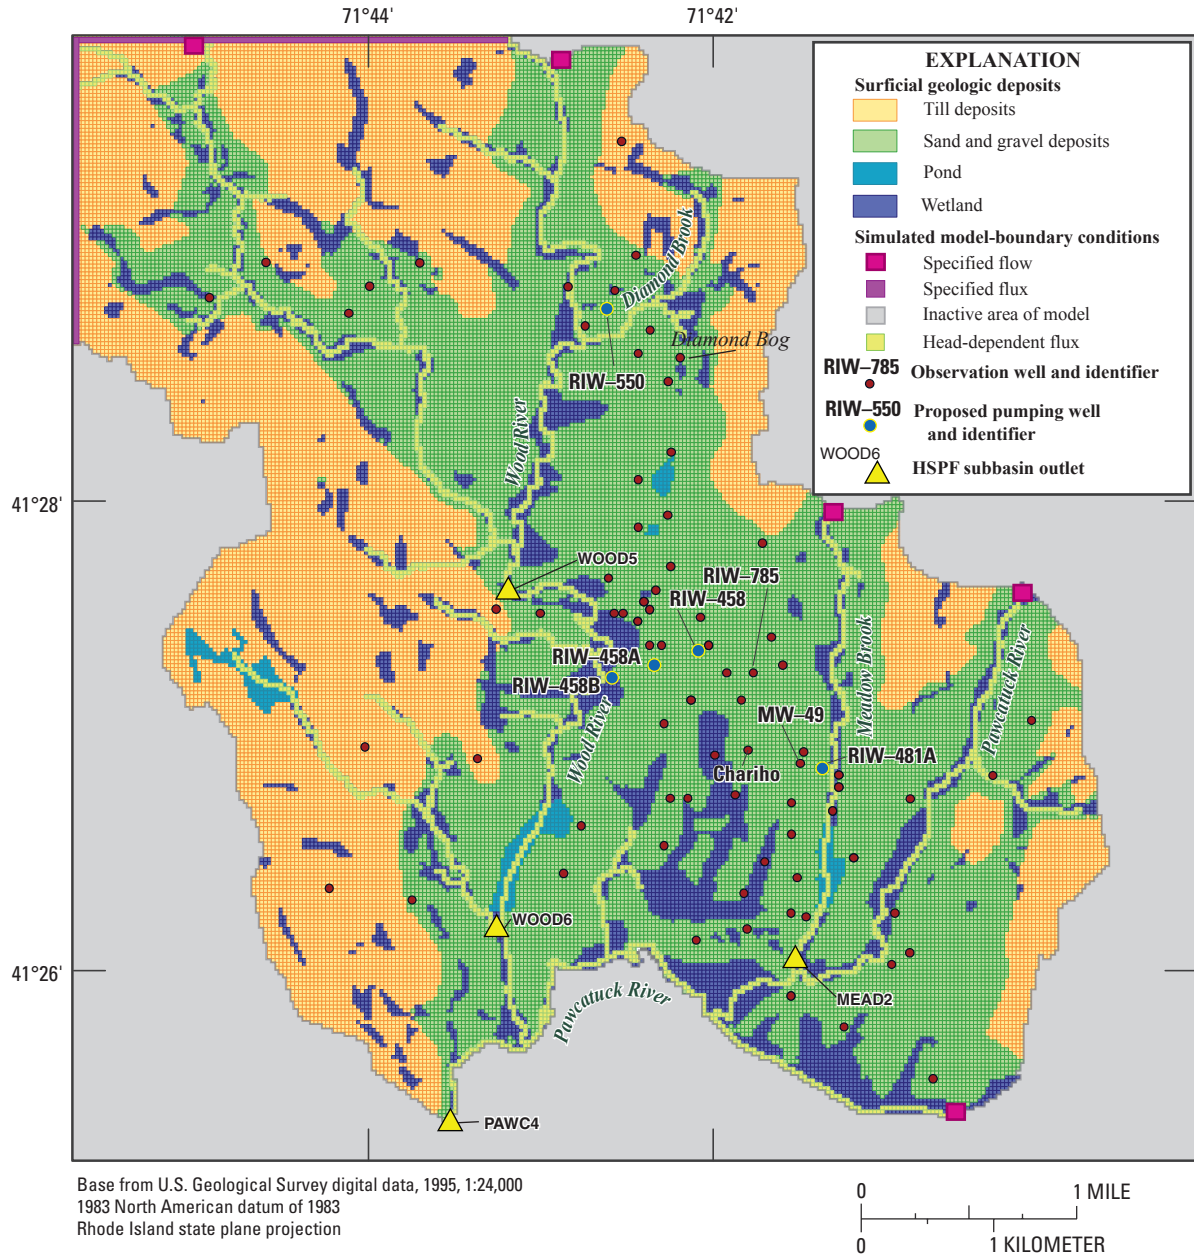 71°44'
71°42'
EXPLANATION
Surficial geologic deposits
Till deposits
Sand and gravel deposits
Pond
Wetland
Simulated model-boundary conditions
Specified flow
Specified flux
Inactive area of model
Head-dependent flux
RIW–785
Observation well and identifier
RIW–550
Proposed pumping well
and identifier
WOOD6
HSPF subbasin outlet
Diamond Brook
Diamond Bog
RIW–550
Wood River
41°28'
WOOD5
RIW–785
RIW–458
RIW–458A
RIW–458B
Meadow Brook
Pawcatuck River
Wood River
MW–49
RIW–481A
Chariho
WOOD6
41°26'
Pawcatuck River
MEAD2
PAWC4
Base from U.S. Geological Survey digital data, 1995, 1:24,000
1983 North American datum of 1983
Rhode Island state plane projection
0
1 MILE
0
1 KILOMETER